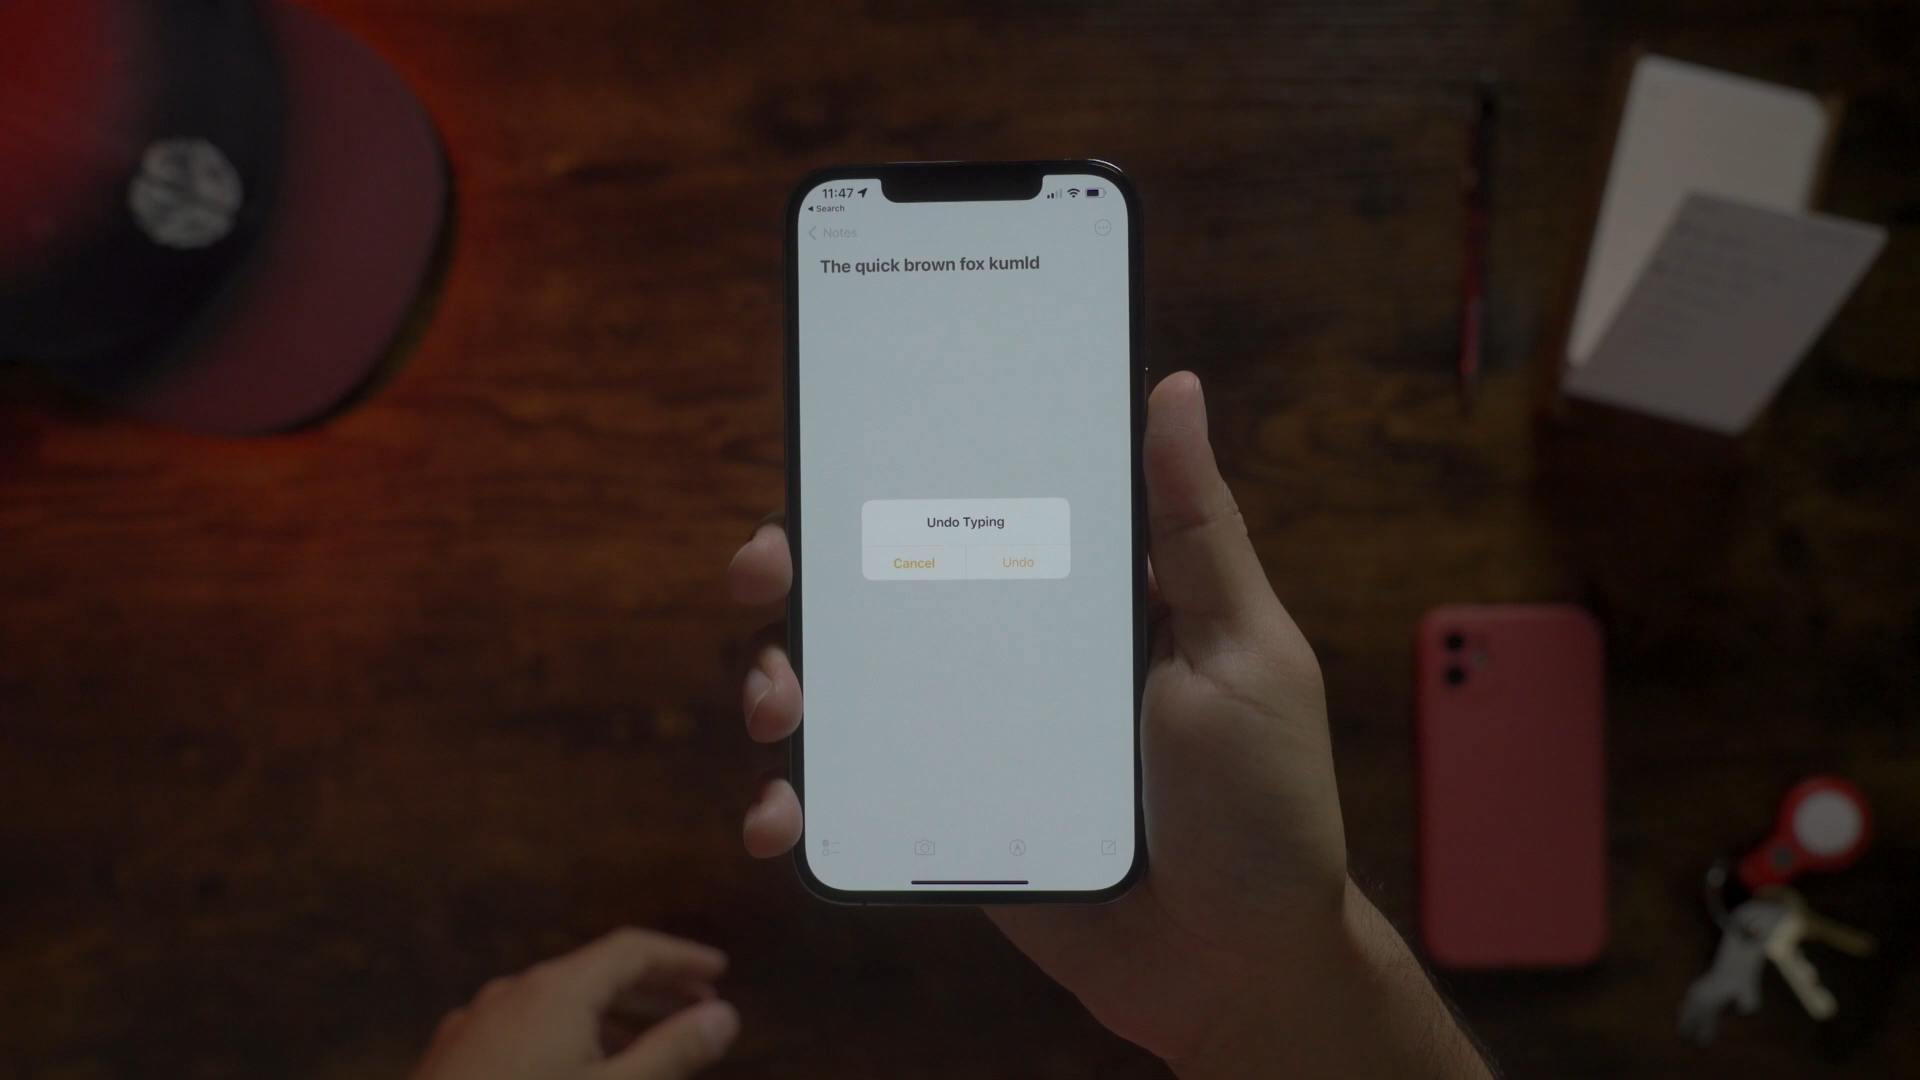 11:47
Search
Notes
The quick brown fox kumld
Undo Typing
Cancel
Undo